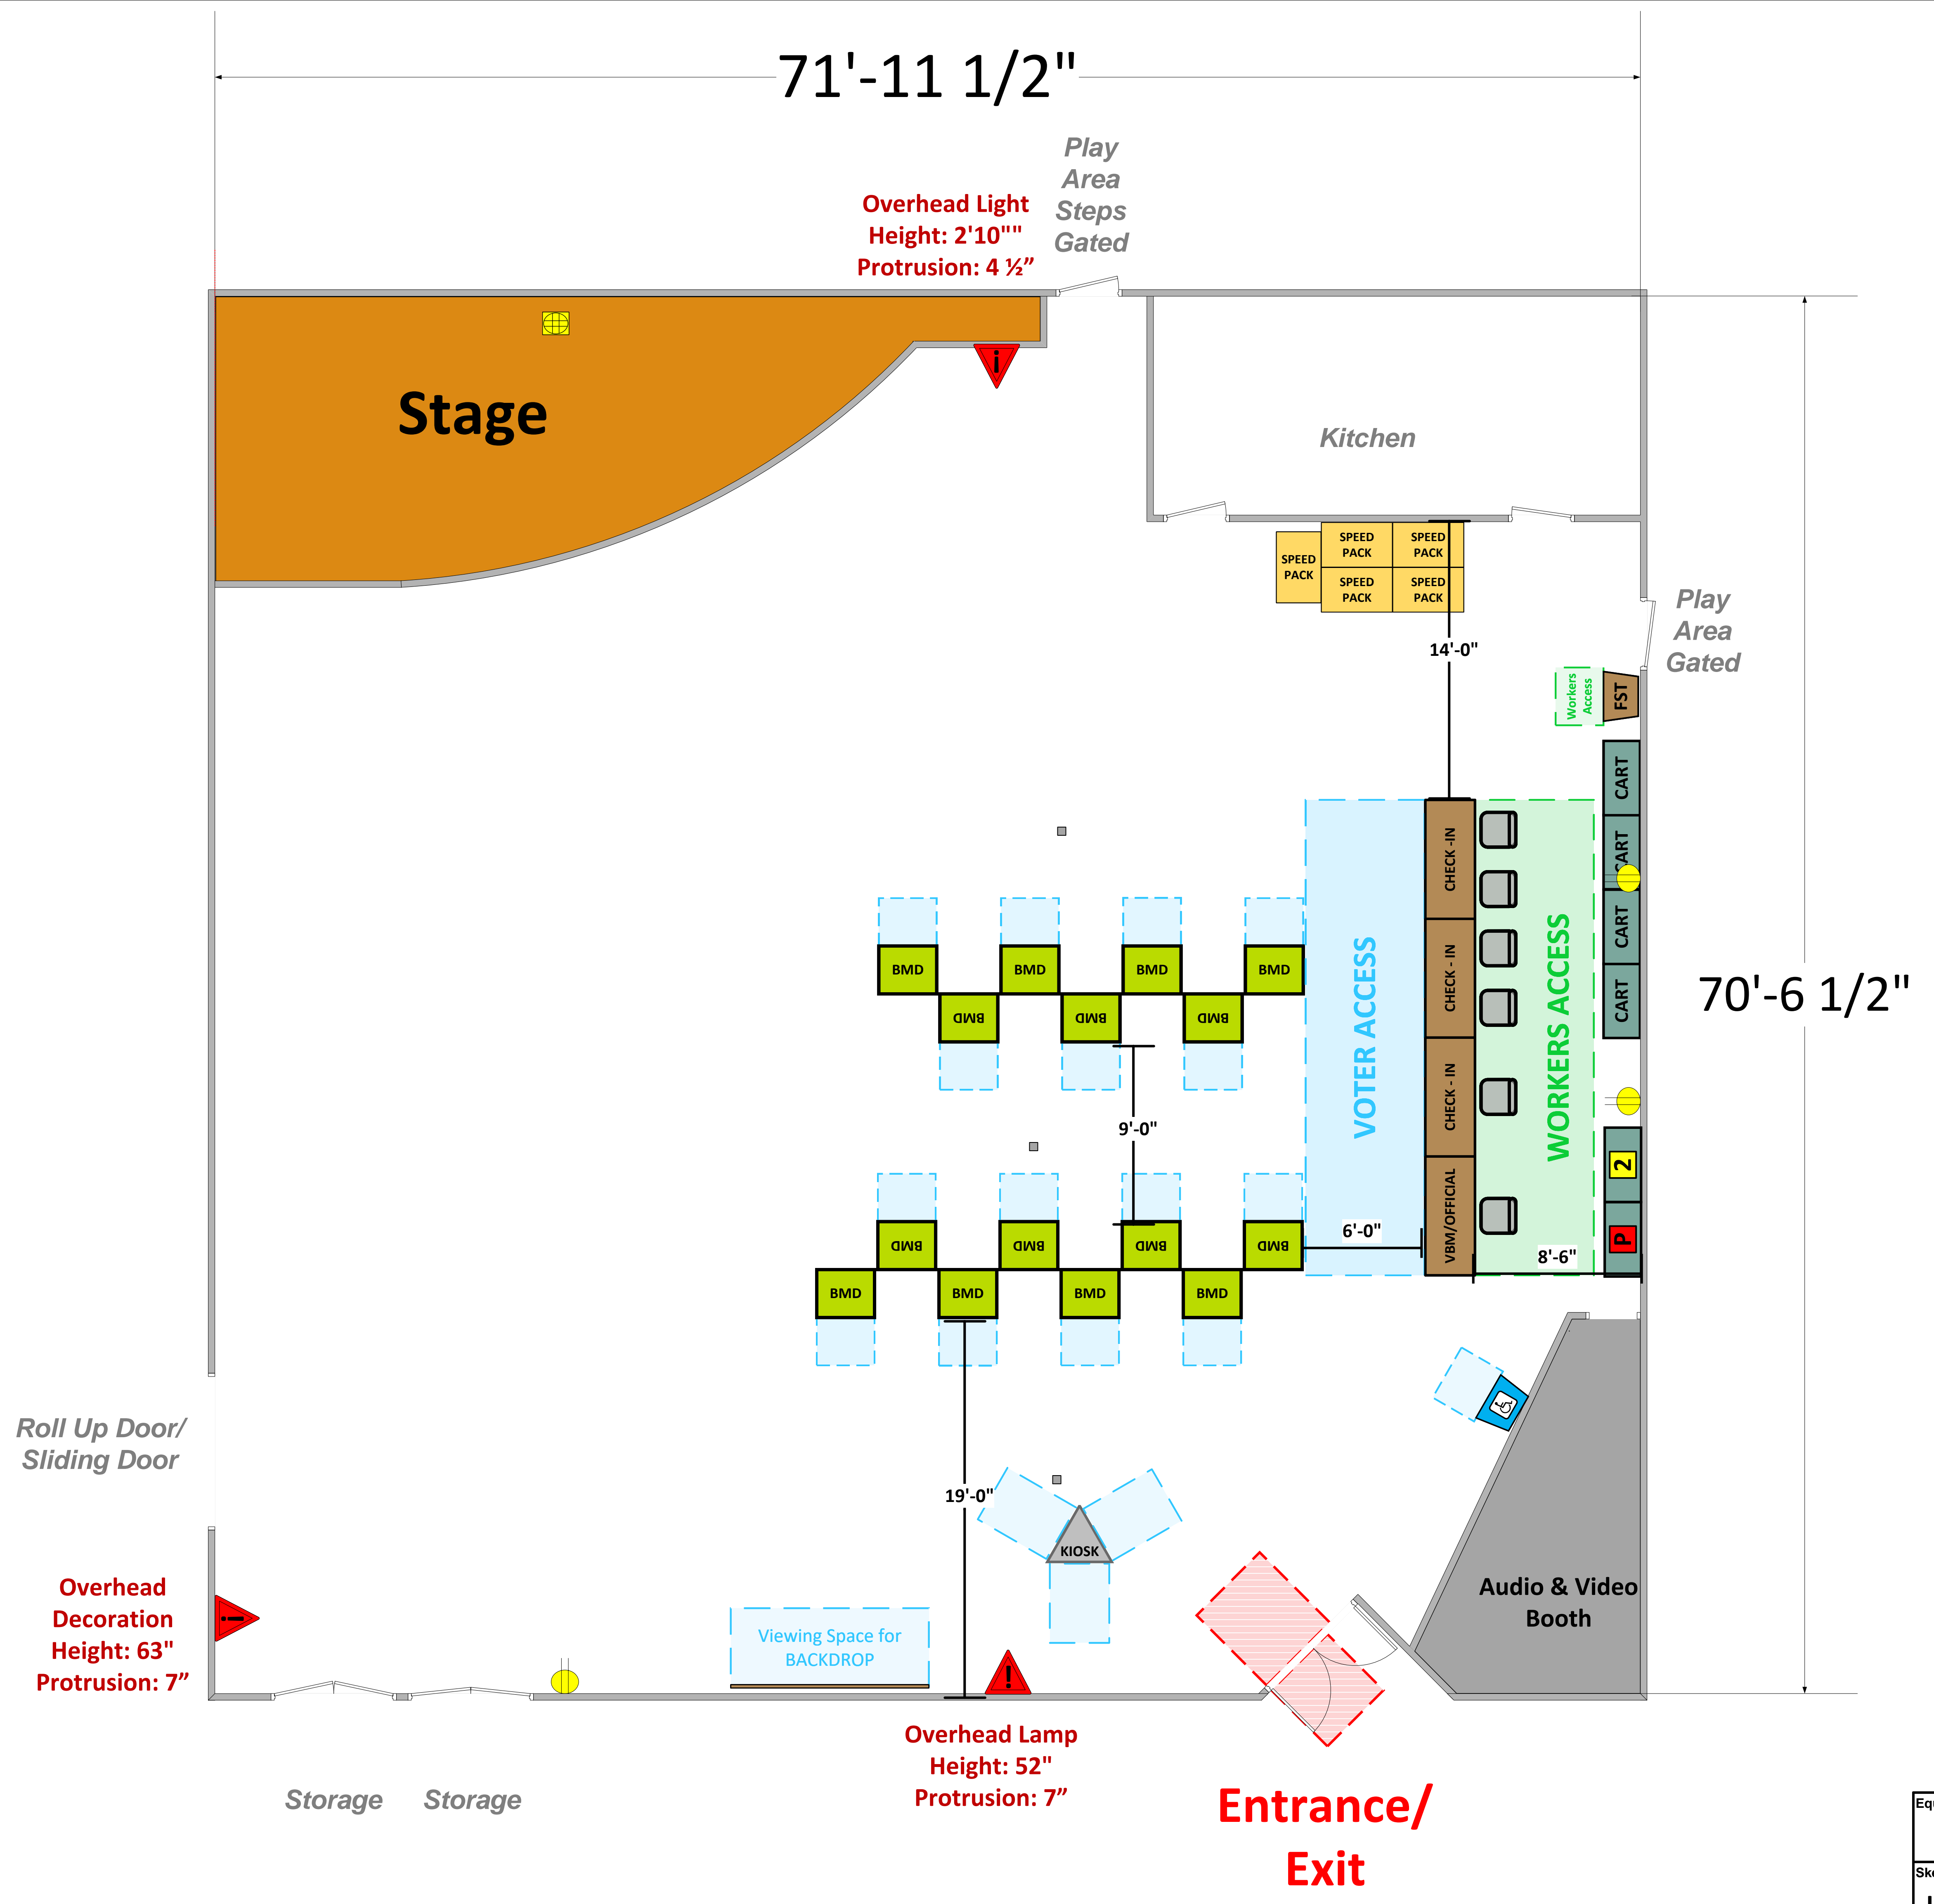 71'-11 1/2"
Play
Area
Steps
Gated
Overhead Light
Height: 2'10""
Protrusion: 4 ½”
Stage
Kitchen
SPEED
PACK
SPEED
PACK
SPEED
PACK
SPEED
PACK
SPEED
PACK
14'-0"
Play
Area
Gated
Workers
Access
FST
CART
CART
CART
CART
CHECK -IN
CHECK - IN
CHECK - IN
VBM/OFFICIAL
VOTER ACCESS
WORKERS ACCESS
70'-6 1/2"
BMD
BMD
BMD
BMD
BMD
BMD
BMD
9'-0"
2
P
6'-0"
8'-6"
BMD
BMD
BMD
BMD
BMD
BMD
BMD
BMD
Roll Up Door/
Sliding Door
19'-0"
KIOSK
Audio & Video
Booth
Overhead
Decoration
Height: 63"
Protrusion: 7”
Viewing Space for
BACKDROP
Overhead Lamp
Height: 52"
Protrusion: 7”
Storage
Storage
Entrance/
Exit